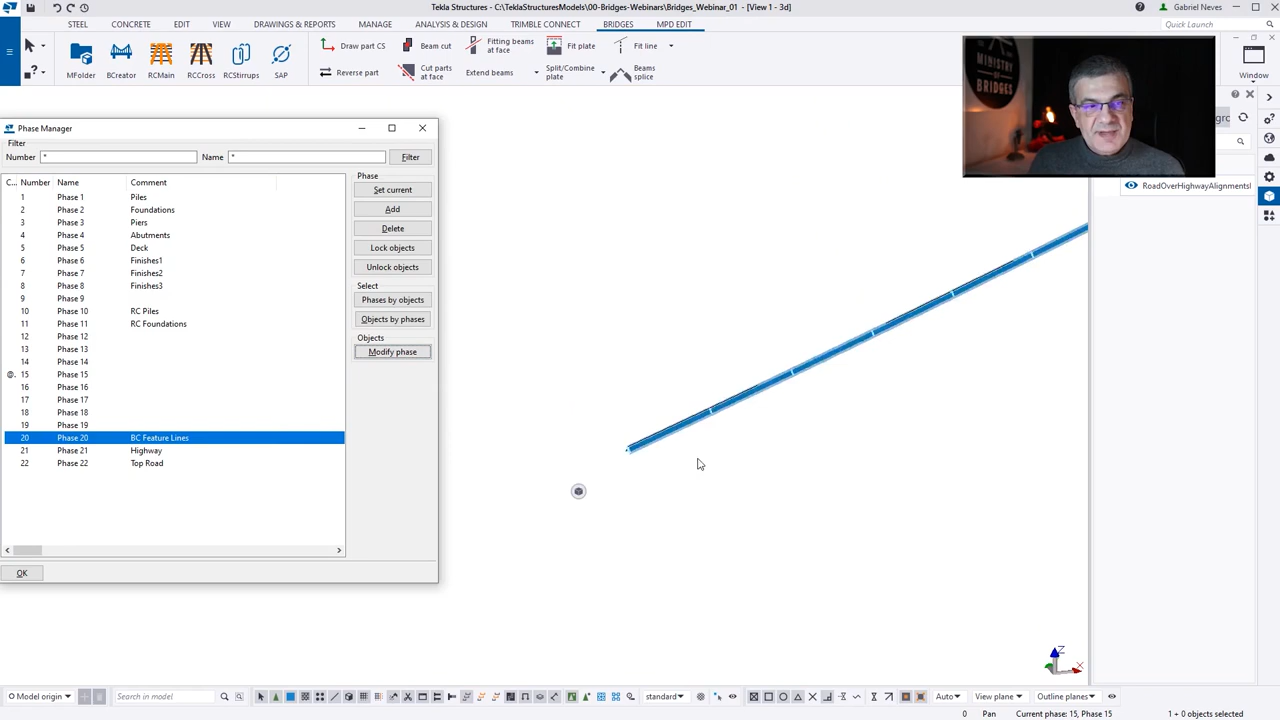 Tekla Structures - C:\TeklaStructuresModels\00-Bridges-Webinars\Bridges_Webinar_01 - [View 1 - 3d]
Gabriel Neves
STEEL CONCRETE EDIT VIEW DRAWINGS & REPORTS MANAGE ANALYSIS & DESIGN TRIMBLE CONNECT BRIDGES MPD EDIT
Quick Launch
MFolder BCreator RCMain RCCross RCStirrups SAP
Draw part CS
Reverse part
Beam cut
Cut parts at face
Fitting beams at face
Extend beams
Fit plate
Split/Combine plate
Fit line
Beams splice
Window
MINISTRY OF BRIDGES
Phase Manager
Filter
Number * Name * Filter
C... Number Name Comment
1 Phase 1 Piles
2 Phase 2 Foundations
3 Phase 3 Piers
4 Phase 4 Abutments
5 Phase 5 Deck
6 Phase 6 Finishes1
7 Phase 7 Finishes2
8 Phase 8 Finishes3
9 Phase 9
10 Phase 10 RC Piles
11 Phase 11 RC Foundations
12 Phase 12
13 Phase 13
14 Phase 14
@. 15 Phase 15
16 Phase 16
17 Phase 17
18 Phase 18
19 Phase 19
20 Phase 20 BC Feature Lines
21 Phase 21 Highway
22 Phase 22 Top Road
Phase
Set current
Add
Delete
Lock objects
Unlock objects
Select
Phases by objects
Objects by phases
Objects
Modify phase
OK
RoadOverHighwayAlignmentsI
Z
X
Model origin
Search in model
standard
Auto
View plane
Outline planes
0 Pan Current phase: 15, Phase 15 1 + 0 objects selected